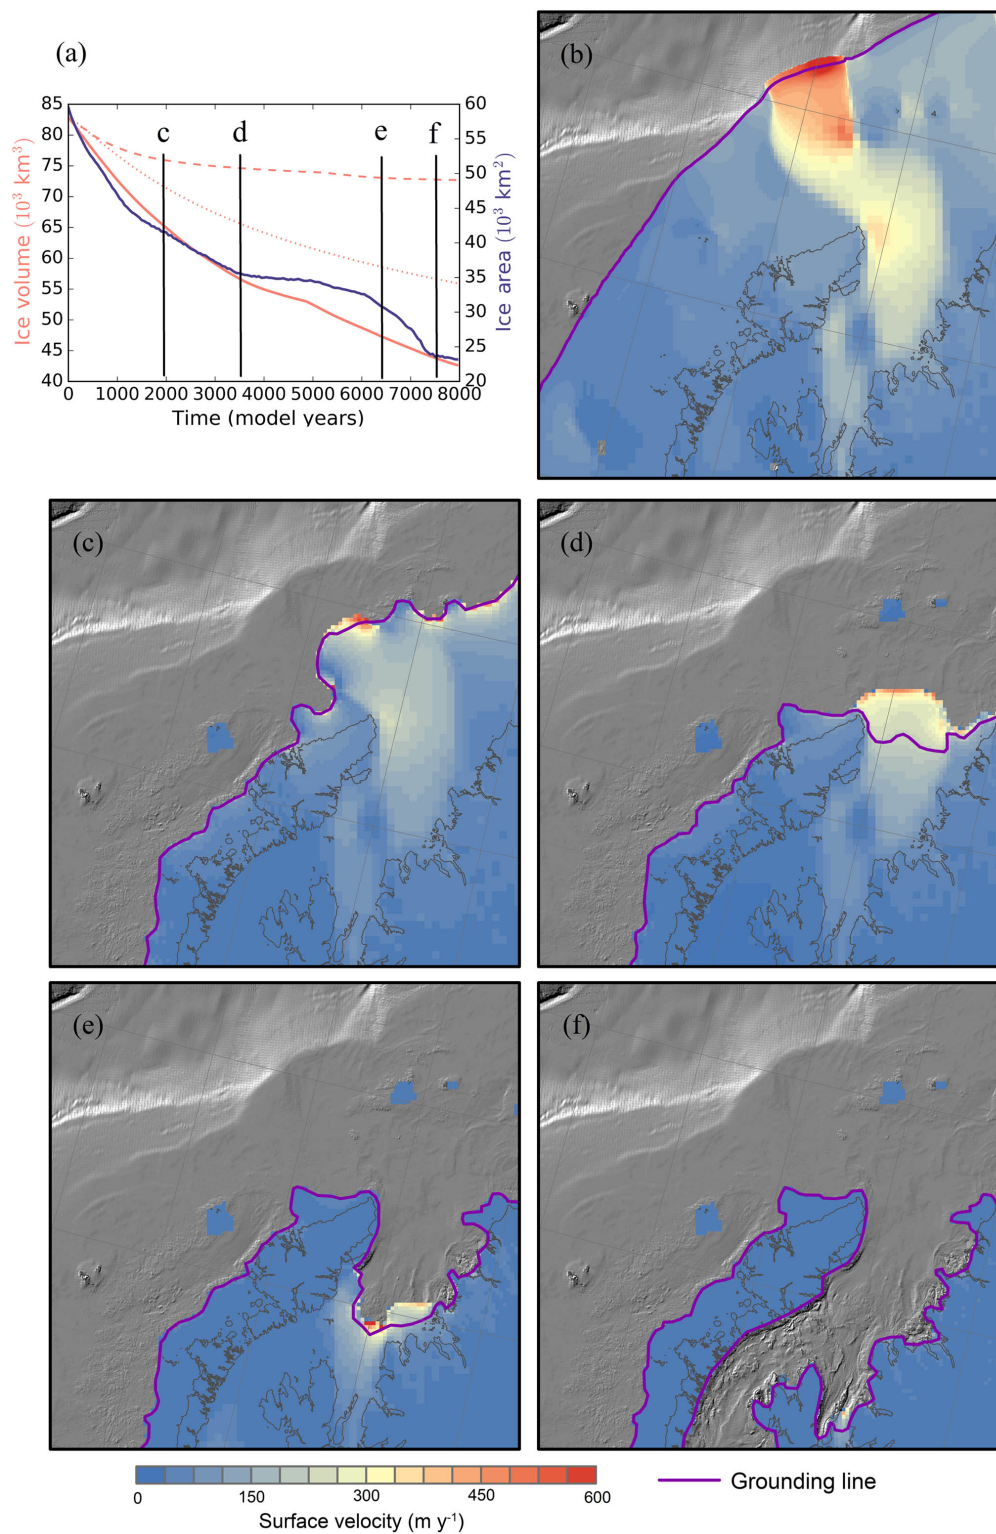 (a)
85
80
75
70
65
60
55
50
45
40
Ice volume (10³ km³)
c
d
e
f
60
55
50
45
40
35
30
25
20
Ice area (10³ km²)
0 1000 2000 3000 4000 5000 6000 7000 8000
Time (model years)
(b)
(c)
(d)
(e)
(f)
0 150 300 450 600
Surface velocity (m y⁻¹)
Grounding line